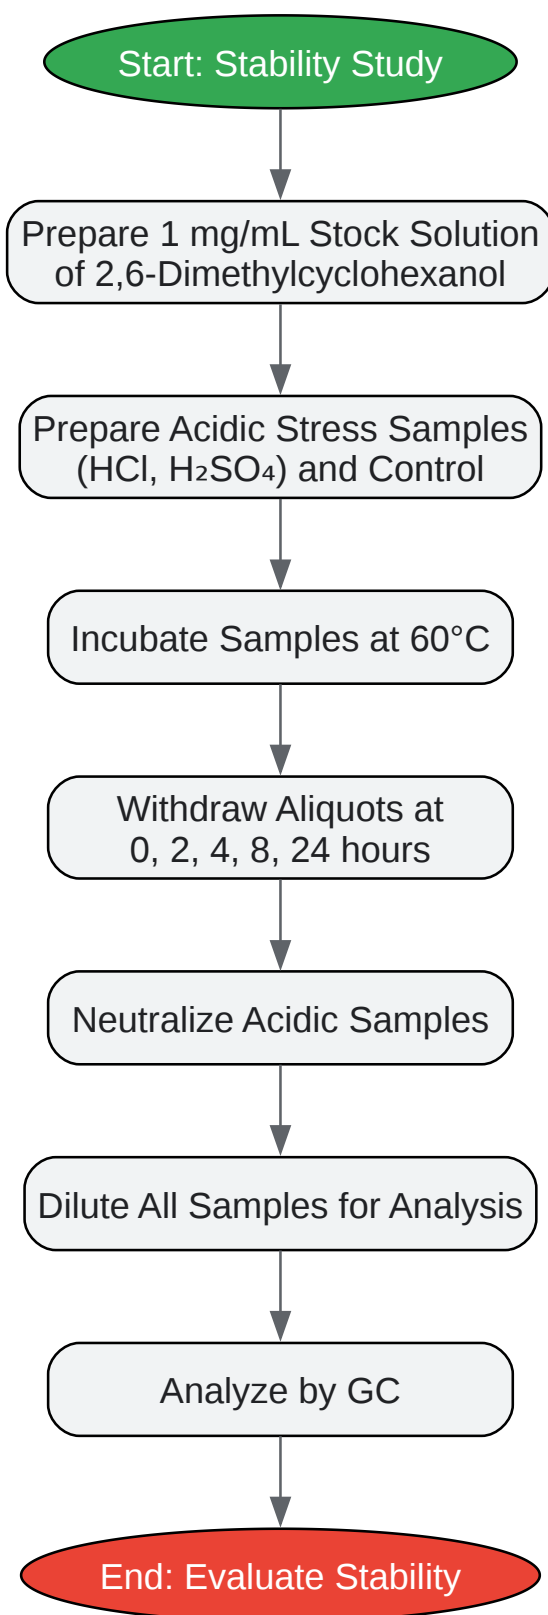 Start: Stability Study
Prepare 1 mg/mL Stock Solution
of 2,6-Dimethylcyclohexanol
Prepare Acidic Stress Samples
(HCl, H₂SO₄) and Control
Incubate Samples at 60°C
Withdraw Aliquots at
0, 2, 4, 8, 24 hours
Neutralize Acidic Samples
Dilute All Samples for Analysis
Analyze by GC
End: Evaluate Stability